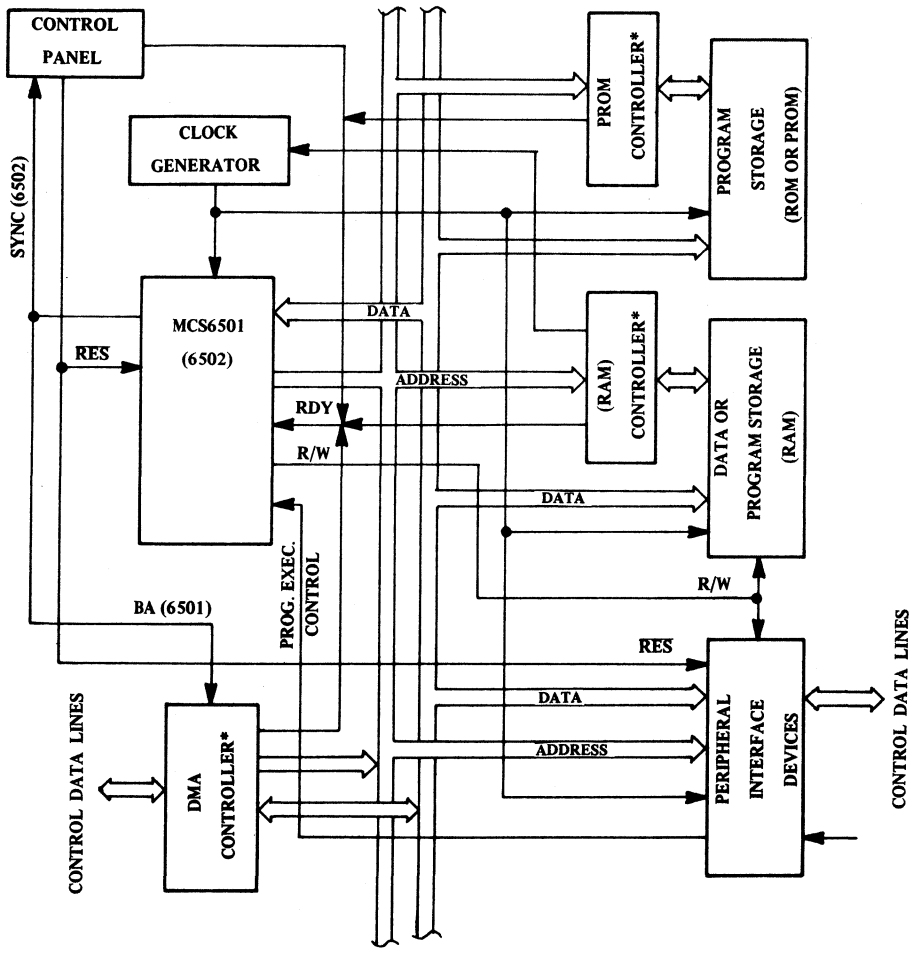 CONTROL
PANEL
CLOCK
GENERATOR
SYNC (6502)
PROM
CONTROLLER*
PROGRAM
STORAGE
(ROM OR PROM)
MCS6501
(6502)
DATA
R̅E̅S̅
ADDRESS
(RAM)
CONTROLLER*
DATA OR
PROGRAM STORAGE
(RAM)
RDY
R/W
DATA
PROG. EXEC.
CONTROL
R/W
BA (6501)
R̅E̅S̅
CONTROL DATA LINES
DMA
CONTROLLER*
DATA
ADDRESS
PERIPHERAL
INTERFACE
DEVICES
CONTROL DATA LINES